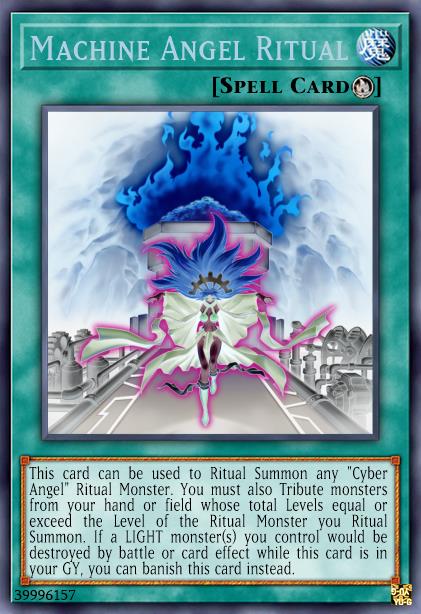 Machine Angel Ritual
魔
[Spell Card]
This card can be used to Ritual Summon any "Cyber
Angel" Ritual Monster. You must also Tribute monsters
from your hand or field whose total Levels equal or
exceed the Level of the Ritual Monster you Ritual
Summon. If a LIGHT monster(s) you control would be
destroyed by battle or card effect while this card is in
your GY, you can banish this card instead.
39996157